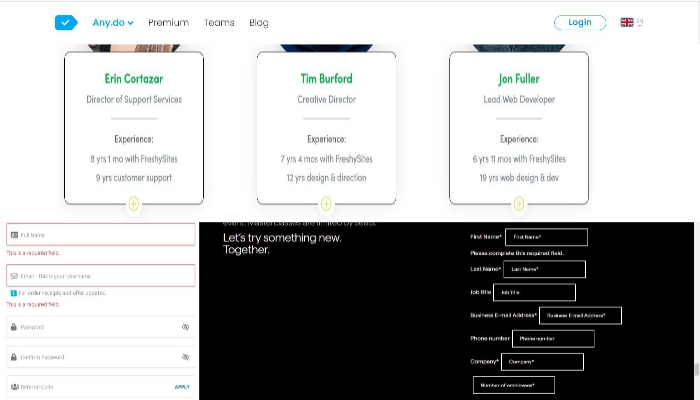 Any.do Premium Teams Blog Login EN
Erin Cortazar
Director of Support Services
Experience:
8 yrs 1 mo with FreshySites
9 yrs customer support
Tim Burford
Creative Director
Experience:
7 yrs 4 mos with FreshySites
12 yrs design & direction
Jon Fuller
Lead Web Developer
Experience:
6 yrs 11 mos with FreshySites
19 yrs web design & dev
Full Name
This is a required field.
Email - This is your Username
For order receipts and offer updates.
This is a required field.
Password
Confirm Password
Referral Code APPLY
event. Masterclasses are limited by seats.
Let's try something new.
Together.
First Name* First Name*
Please complete this required field.
Last Name* Last Name*
Job title Job title
Business E-mail Address* Business E-mail Address*
Phone number Phone number
Company* Company*
Number of employees*